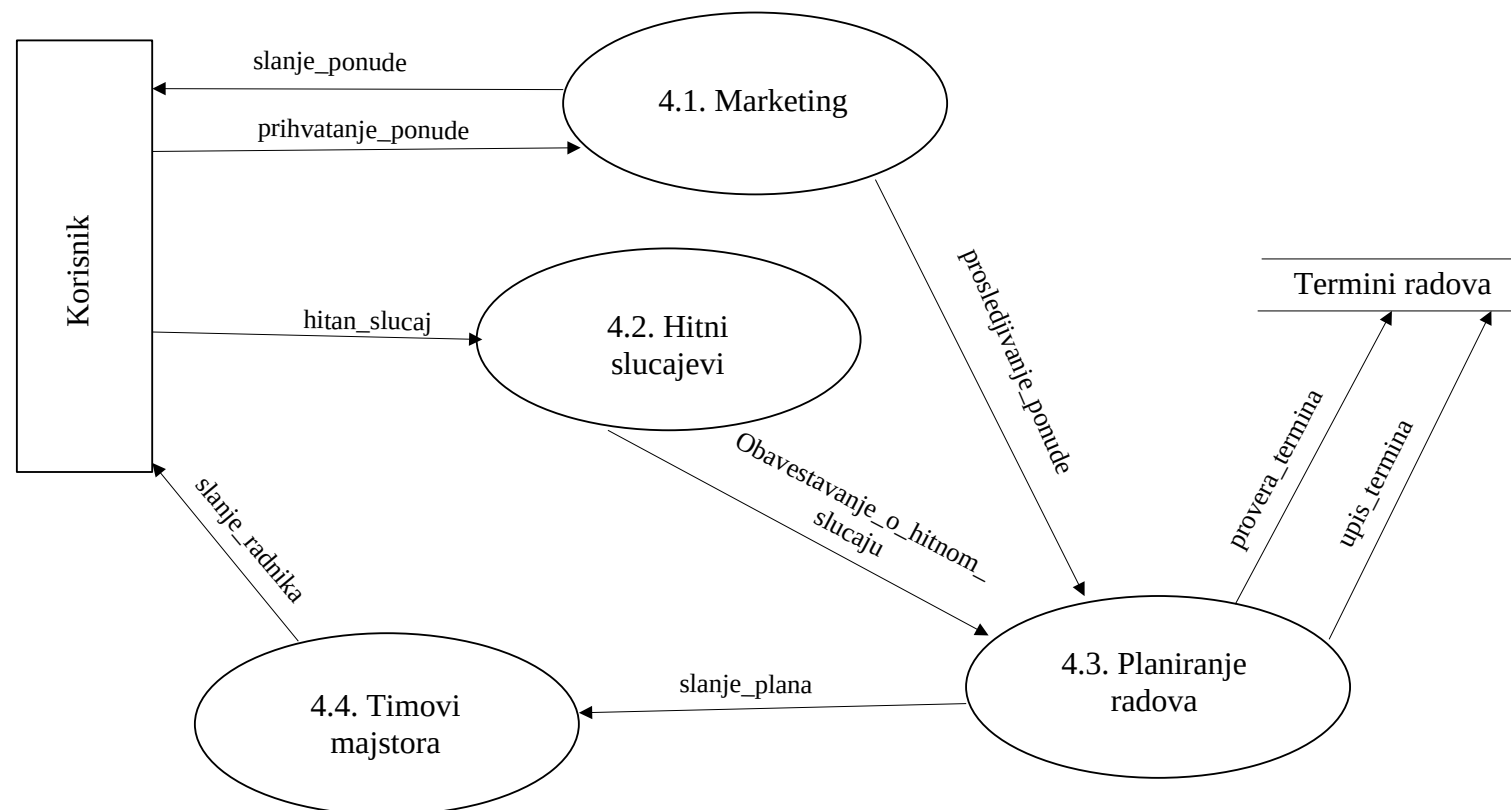 slanje_ponude
4.1. Marketing
prihvatanje_ponude
Korisnik
hitan_slucaj
4.2. Hitni
slucajevi
prosledjivanje_ponude
Termini radova
Obavestavanje_o_hitnom_
slucaju
provera_termina
upis_termina
slanje_radnika
4.3. Planiranje
radova
slanje_plana
4.4. Timovi
majstora